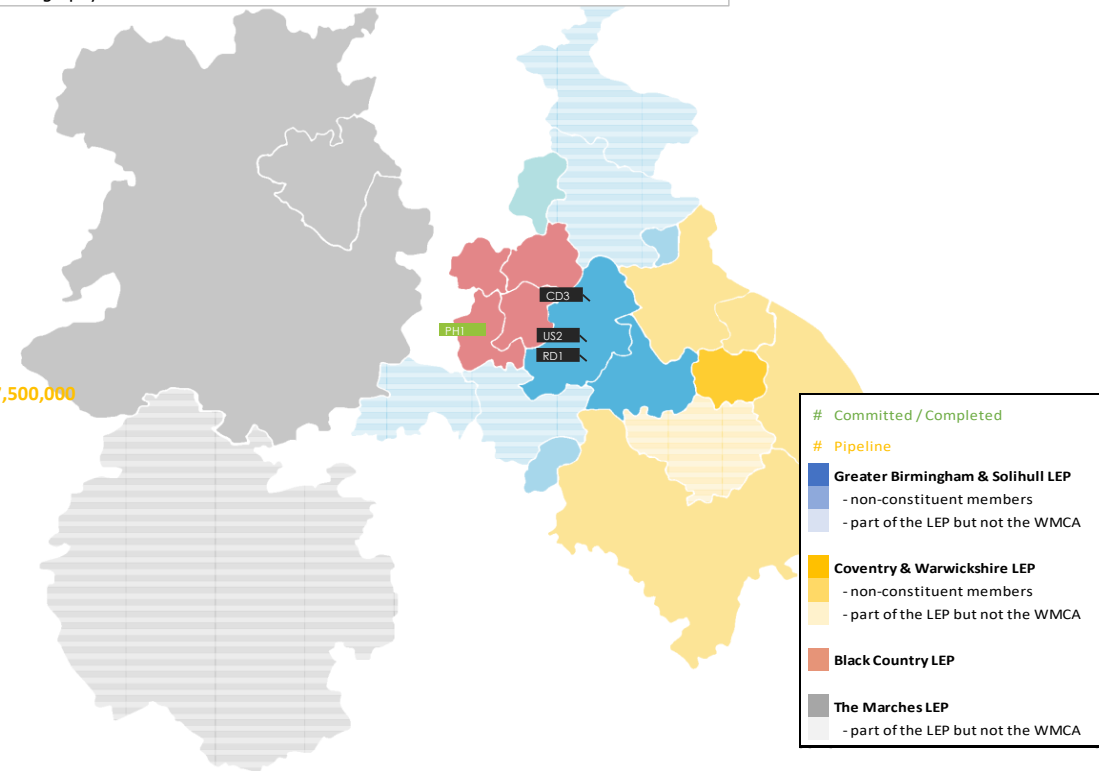 CD3
PH1
US2
RD1
,500,000
# Committed / Completed
# Pipeline
Greater Birmingham & Solihull LEP
- non-constituent members
- part of the LEP but not the WMCA
Coventry & Warwickshire LEP
- non-constituent members
- part of the LEP but not the WMCA
Black Country LEP
The Marches LEP
- part of the LEP but not the WMCA